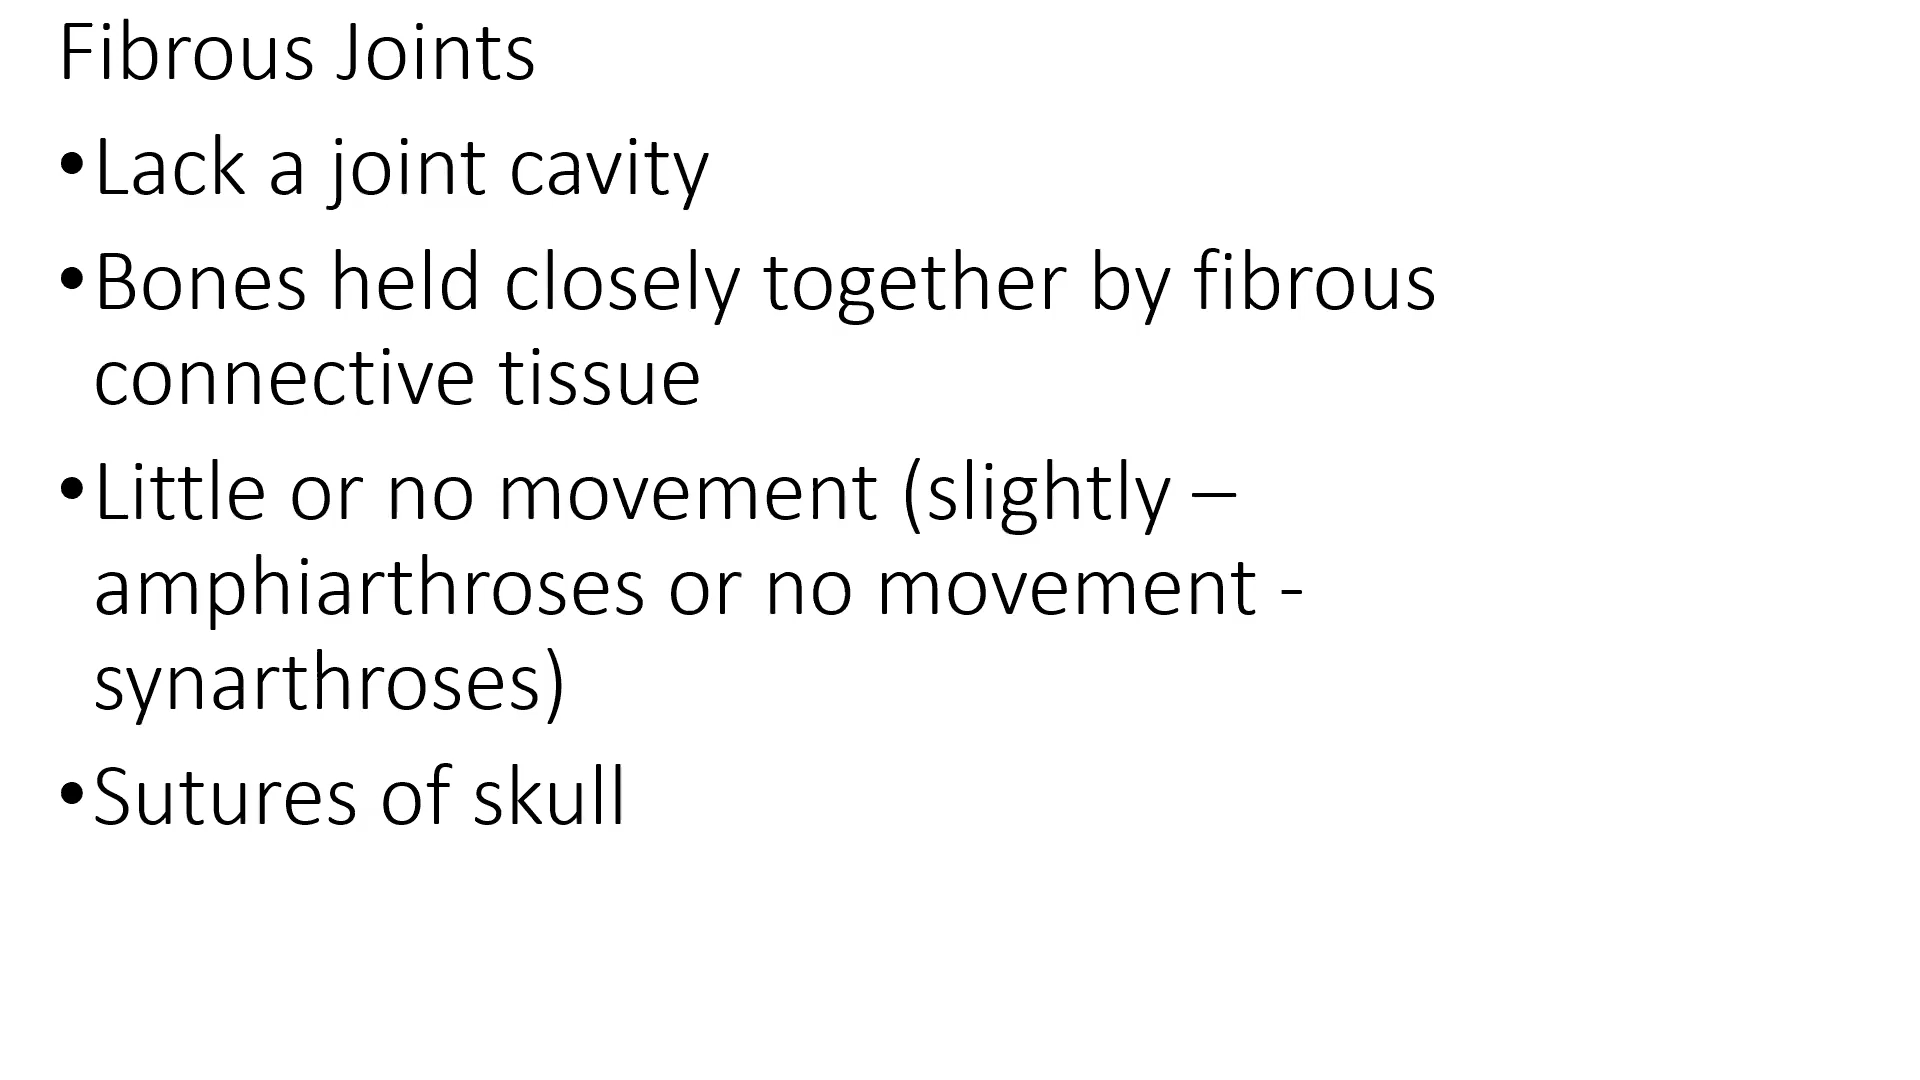 Fibrous Joints
•Lack a joint cavity
•Bones held closely together by fibrous
connective tissue
•Little or no movement (slightly –
amphiarthroses or no movement -
synarthroses)
•Sutures of skull